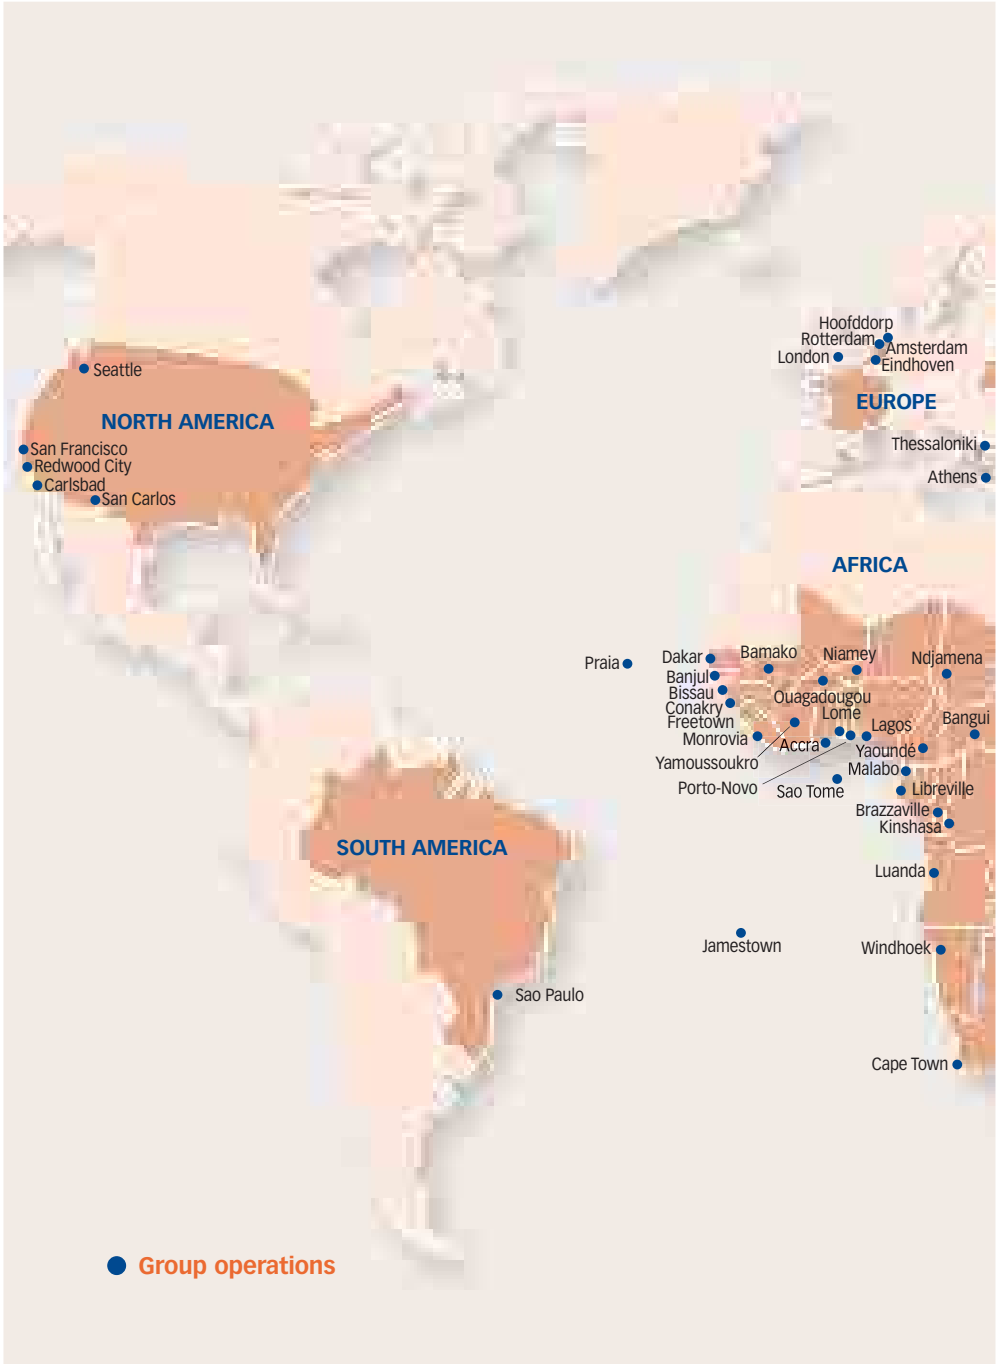 Hoofddorp
Rotterdam
Amsterdam
London
Eindhoven
Seattle
EUROPE
NORTH AMERICA
Thessaloniki
San Francisco
Redwood City
Athens
Carlsbad
San Carlos
AFRICA
Praia
Dakar
Bamako
Niamey
Ndjamena
Banjul
Bissau
Ouagadougou
Conakry
Lome
Freetown
Lagos
Bangui
Monrovia
Accra
Yaoundé
Yamoussoukro
Malabo
Porto-Novo
Sao Tome
Libreville
Brazzaville
Kinshasa
SOUTH AMERICA
Luanda
Jamestown
Windhoek
Sao Paulo
Cape Town
Group operations